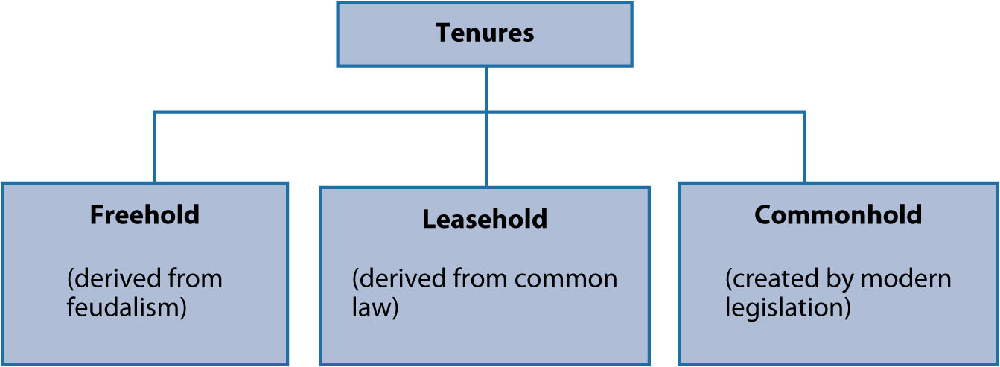 Tenures
Freehold
(derived from
feudalism)
Leasehold
(derived from common
law)
Commonhold
(created by modern
legislation)